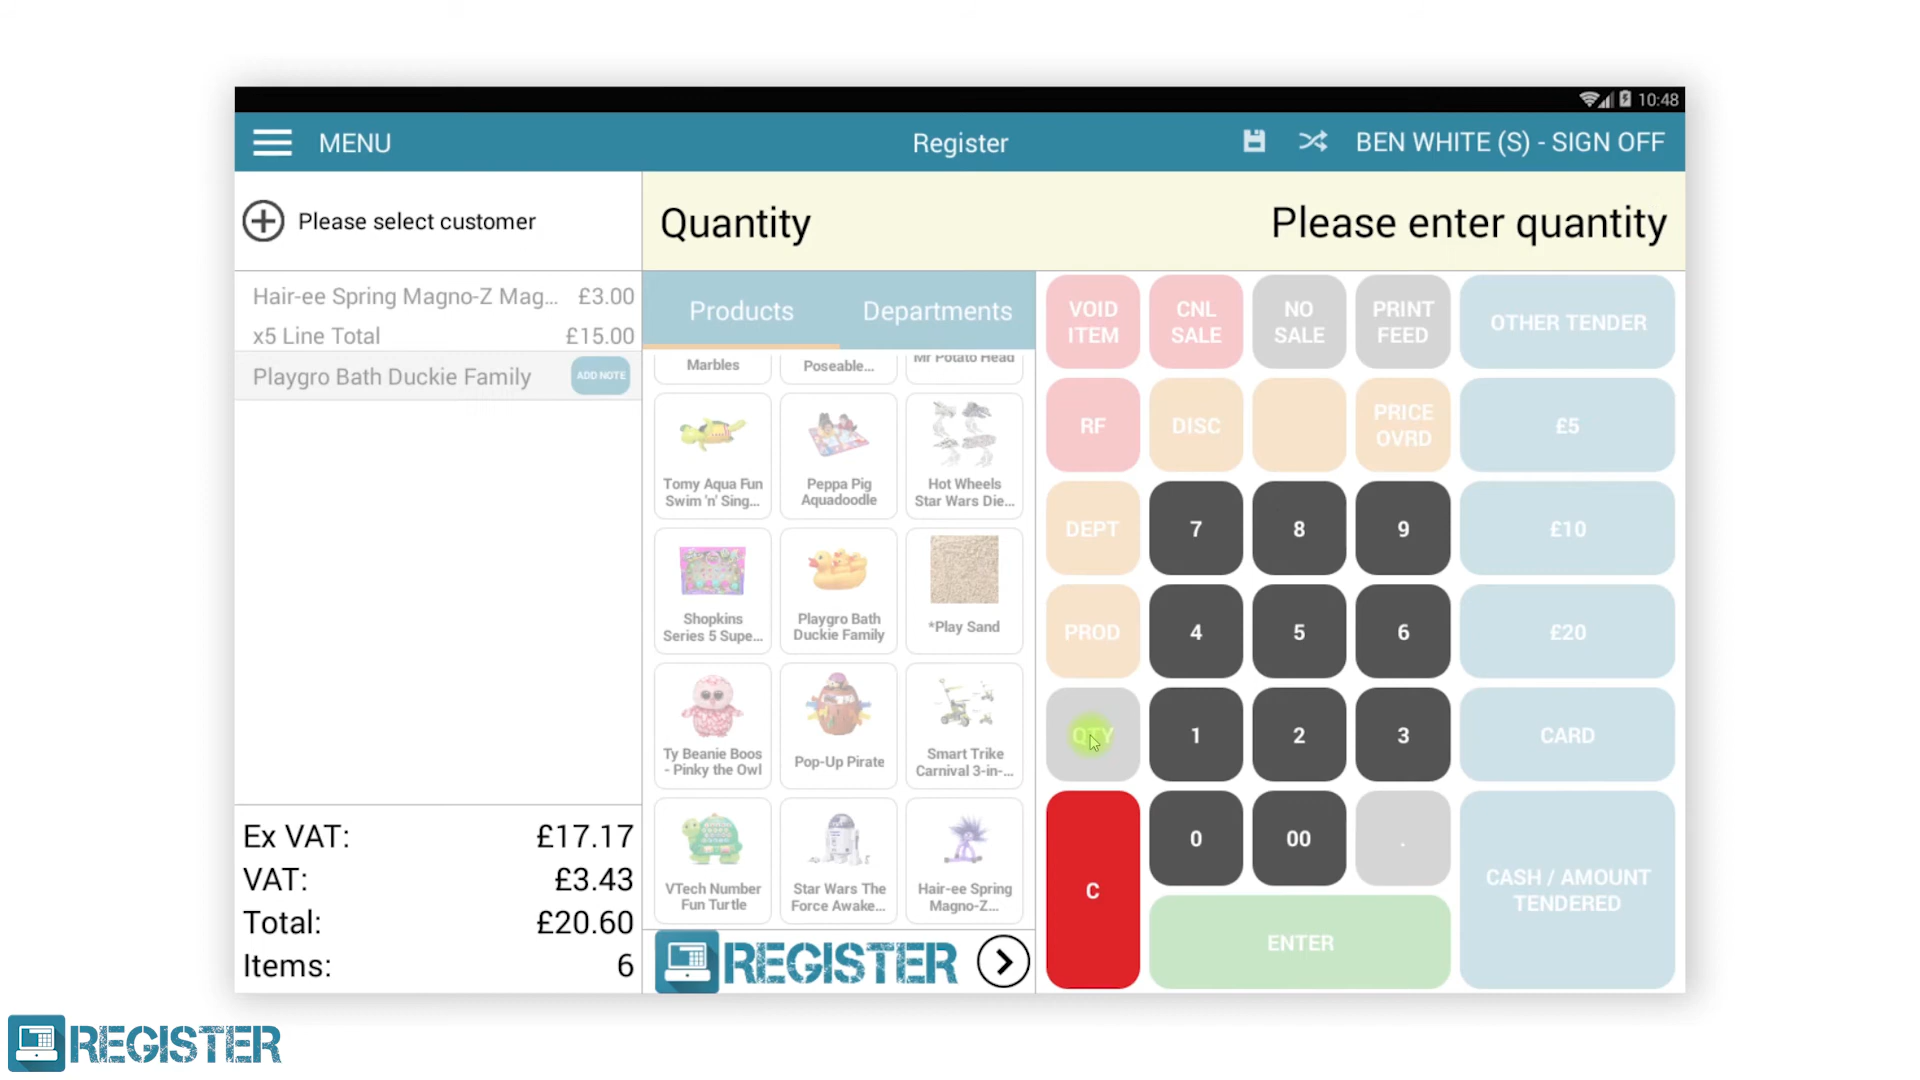 10:48
MENU
Register
BEN WHITE (S) - SIGN OFF
Please select customer
Quantity
Please enter quantity
Hair-ee Spring Magno-Z Mag... £3.00
x5 Line Total £15.00
Playgro Bath Duckie Family
ADD NOTE
Ex VAT: £17.17
VAT: £3.43
Total: £20.60
Items: 6
Products
Departments
Marbles
Poseable...
Mr Potato Head
Tomy Aqua Fun
Swim 'n' Sing...
Peppa Pig
Aquadoodle
Hot Wheels
Star Wars Die...
Shopkins
Series 5 Supe...
Playgro Bath
Duckie Family
*Play Sand
Ty Beanie Boos
- Pinky the Owl
Pop-Up Pirate
Smart Trike
Carnival 3-in-...
VTech Number
Fun Turtle
Star Wars The
Force Awake...
Hair-ee Spring
Magno-Z...
REGISTER
VOID
ITEM
CNL
SALE
NO
SALE
PRINT
FEED
OTHER TENDER
RF
DISC
PRICE
OVRD
£5
DEPT
7
8
9
£10
PROD
4
5
6
£20
QTY
1
2
3
CARD
C
0
00
.
CASH / AMOUNT
TENDERED
ENTER
REGISTER